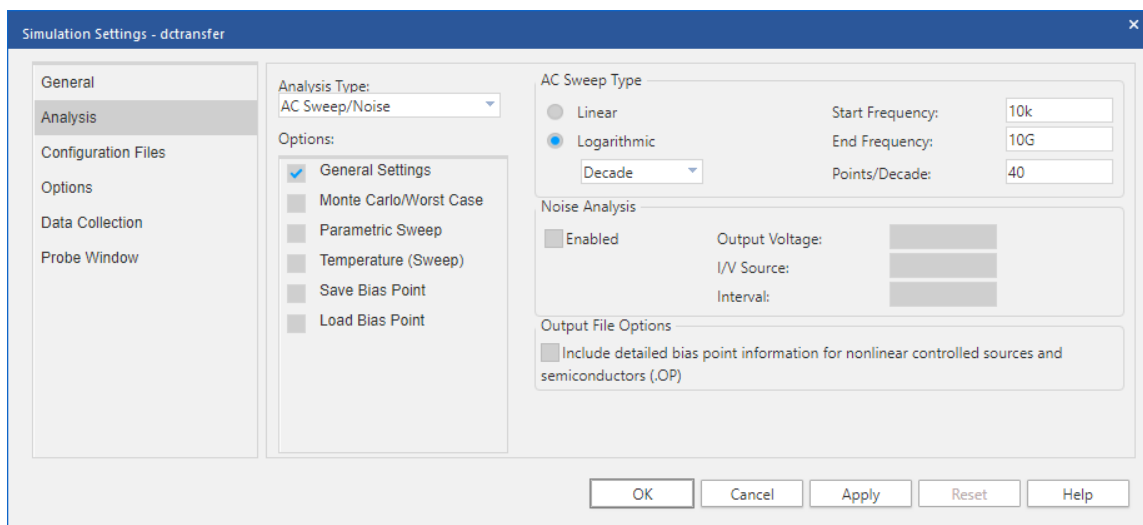 Simulation Settings - dctransfer
×
General
Analysis
Configuration Files
Options
Data Collection
Probe Window
Analysis Type:
AC Sweep/Noise
Options:
General Settings
Monte Carlo/Worst Case
Parametric Sweep
Temperature (Sweep)
Save Bias Point
Load Bias Point
AC Sweep Type
Linear
Logarithmic
Decade
Start Frequency: 10k
End Frequency: 10G
Points/Decade: 40
Noise Analysis
Enabled
Output Voltage:
I/V Source:
Interval:
Output File Options
Include detailed bias point information for nonlinear controlled sources and
semiconductors (.OP)
OK Cancel Apply Reset Help